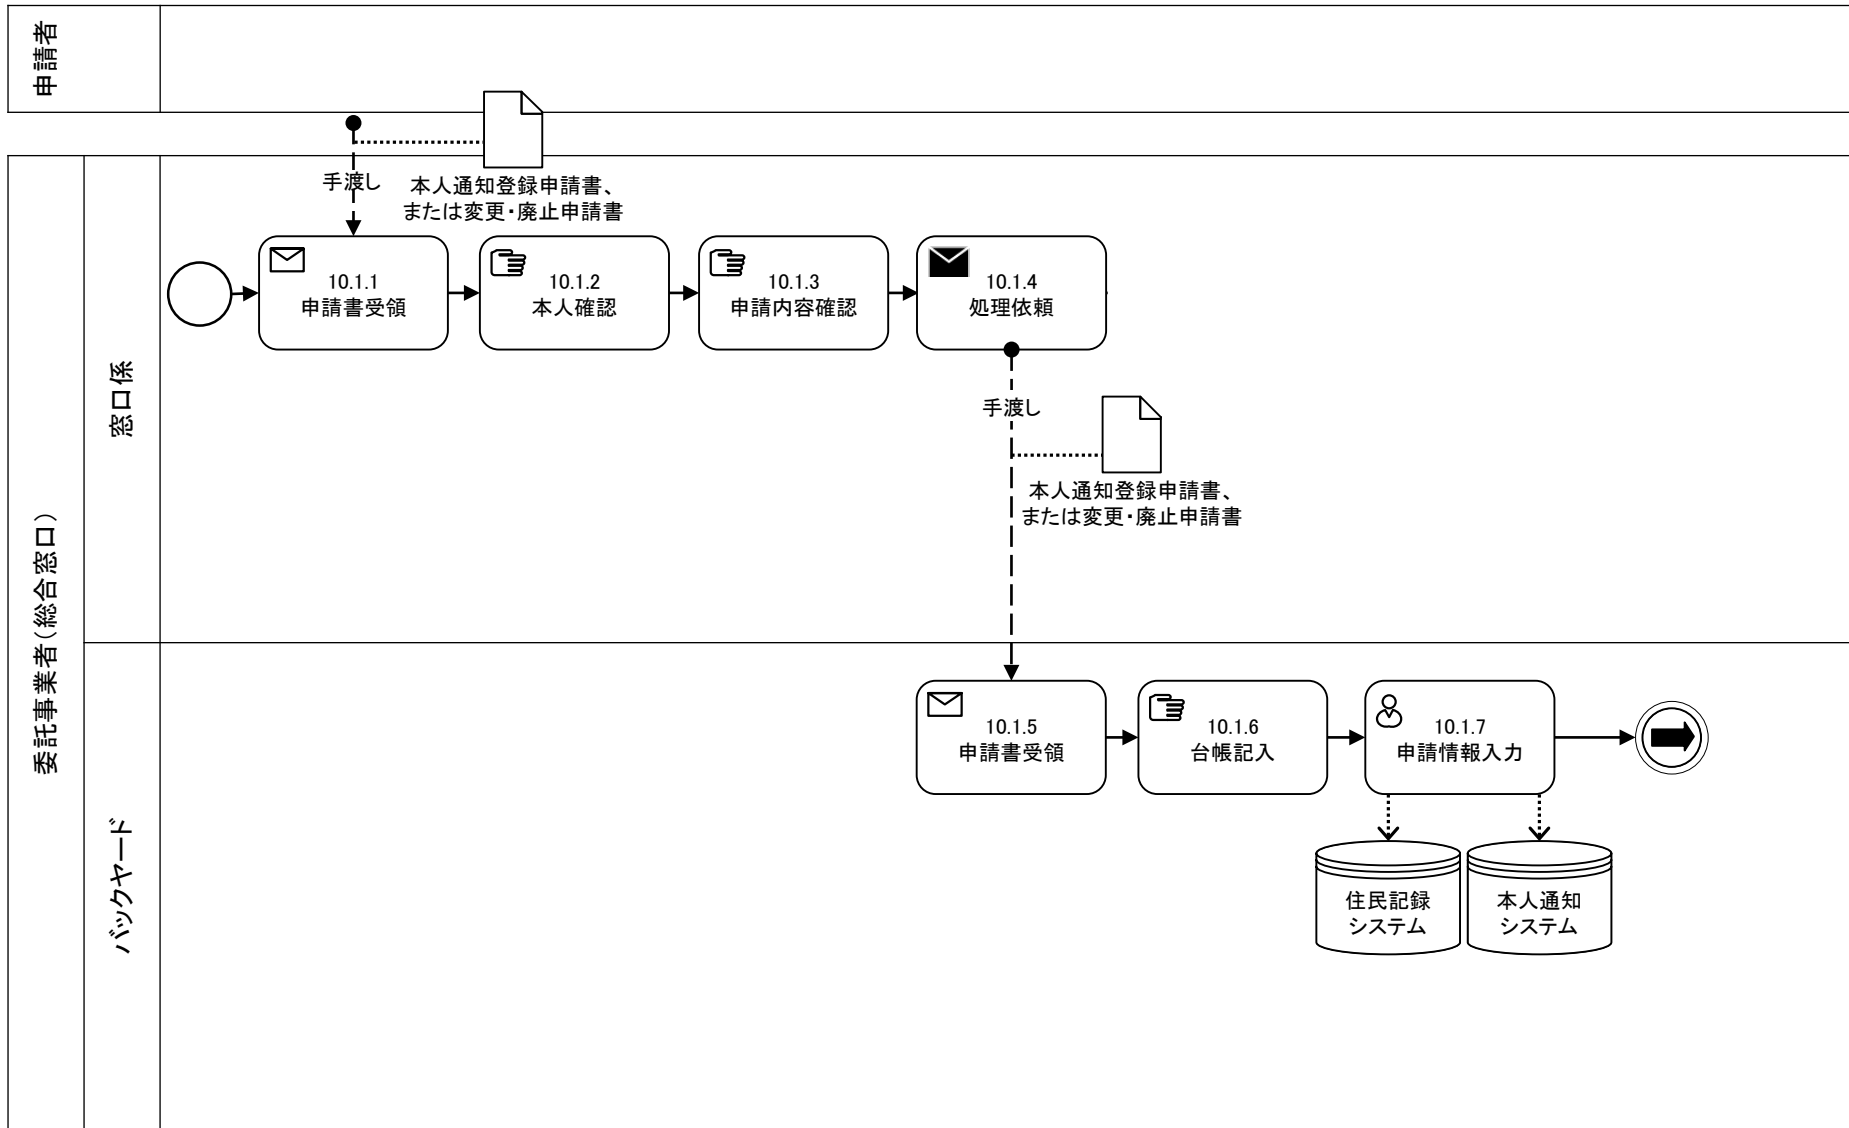 申請者
手渡し
本人通知登録申請書、
または変更・廃止申請書
委託事業者(総合窓口)
窓口係
10.1.1
申請書受領
10.1.2
本人確認
10.1.3
申請内容確認
10.1.4
処理依頼
手渡し
本人通知登録申請書、
または変更・廃止申請書
バックヤード
10.1.5
申請書受領
10.1.6
台帳記入
10.1.7
申請情報入力
住民記録
システム
本人通知
システム